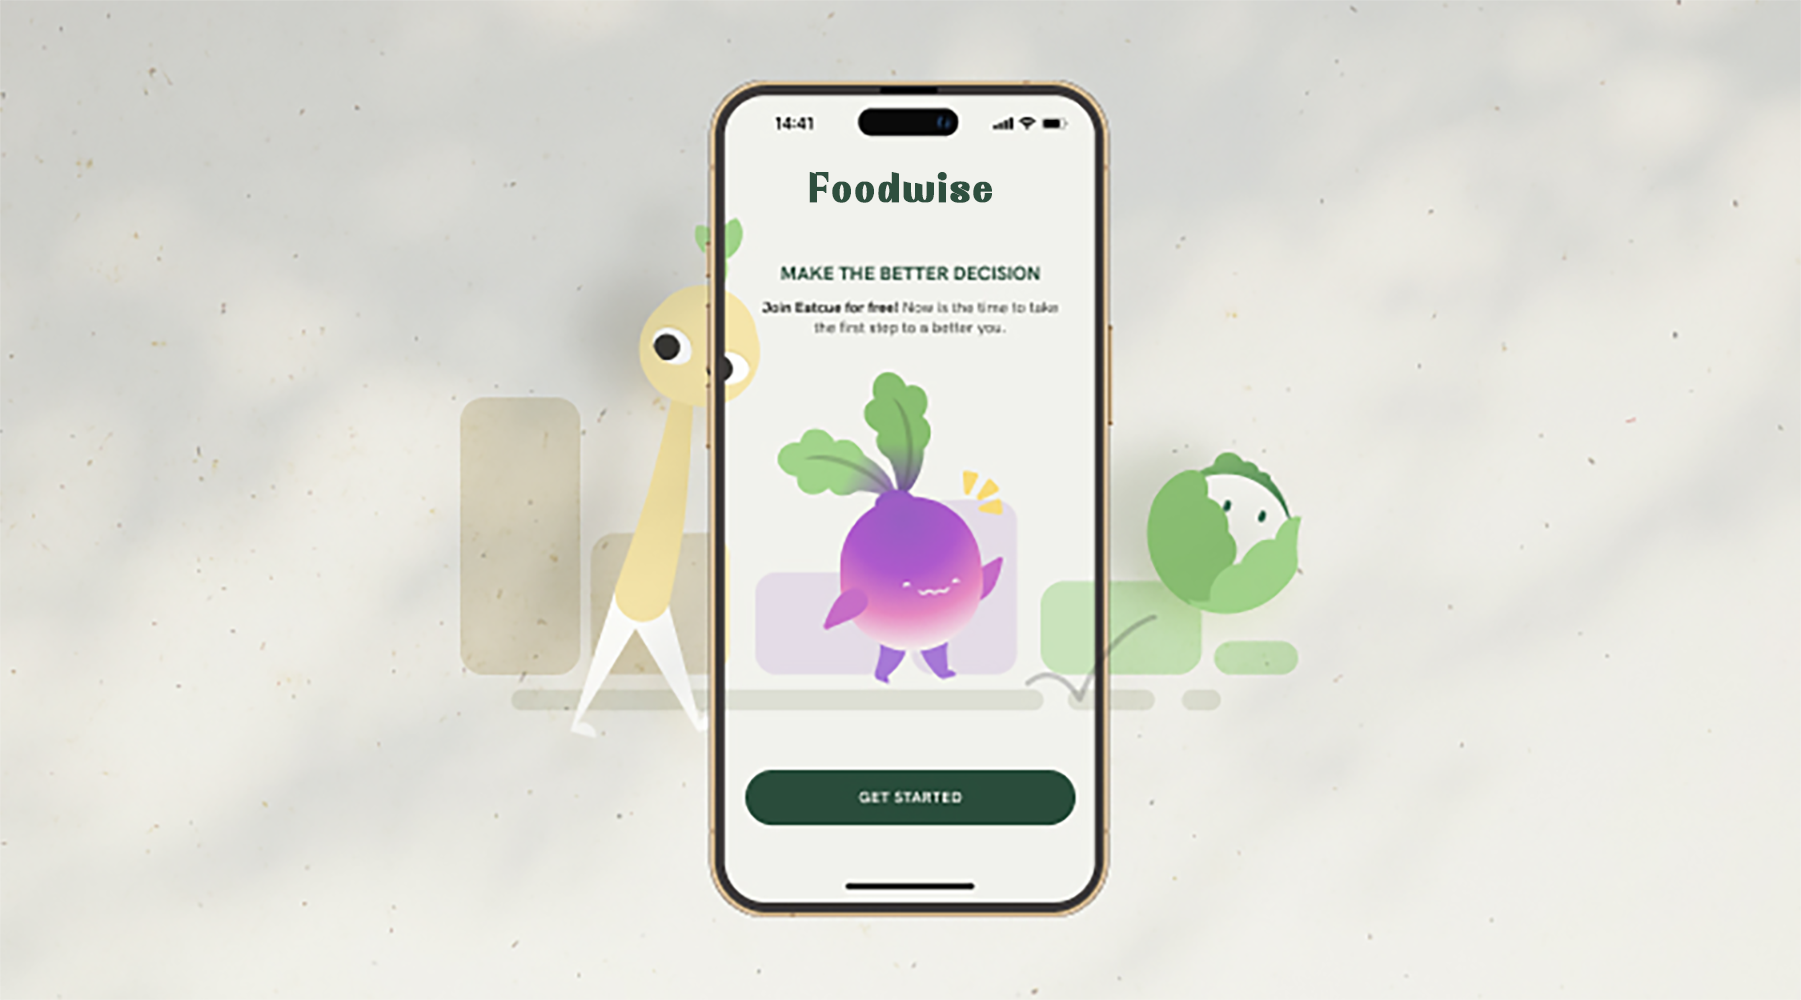 14:41
Foodwise
MAKE THE BETTER DECISION
Join Eatcue for free! Now is the time to take
the first step to a better you.
GET STARTED